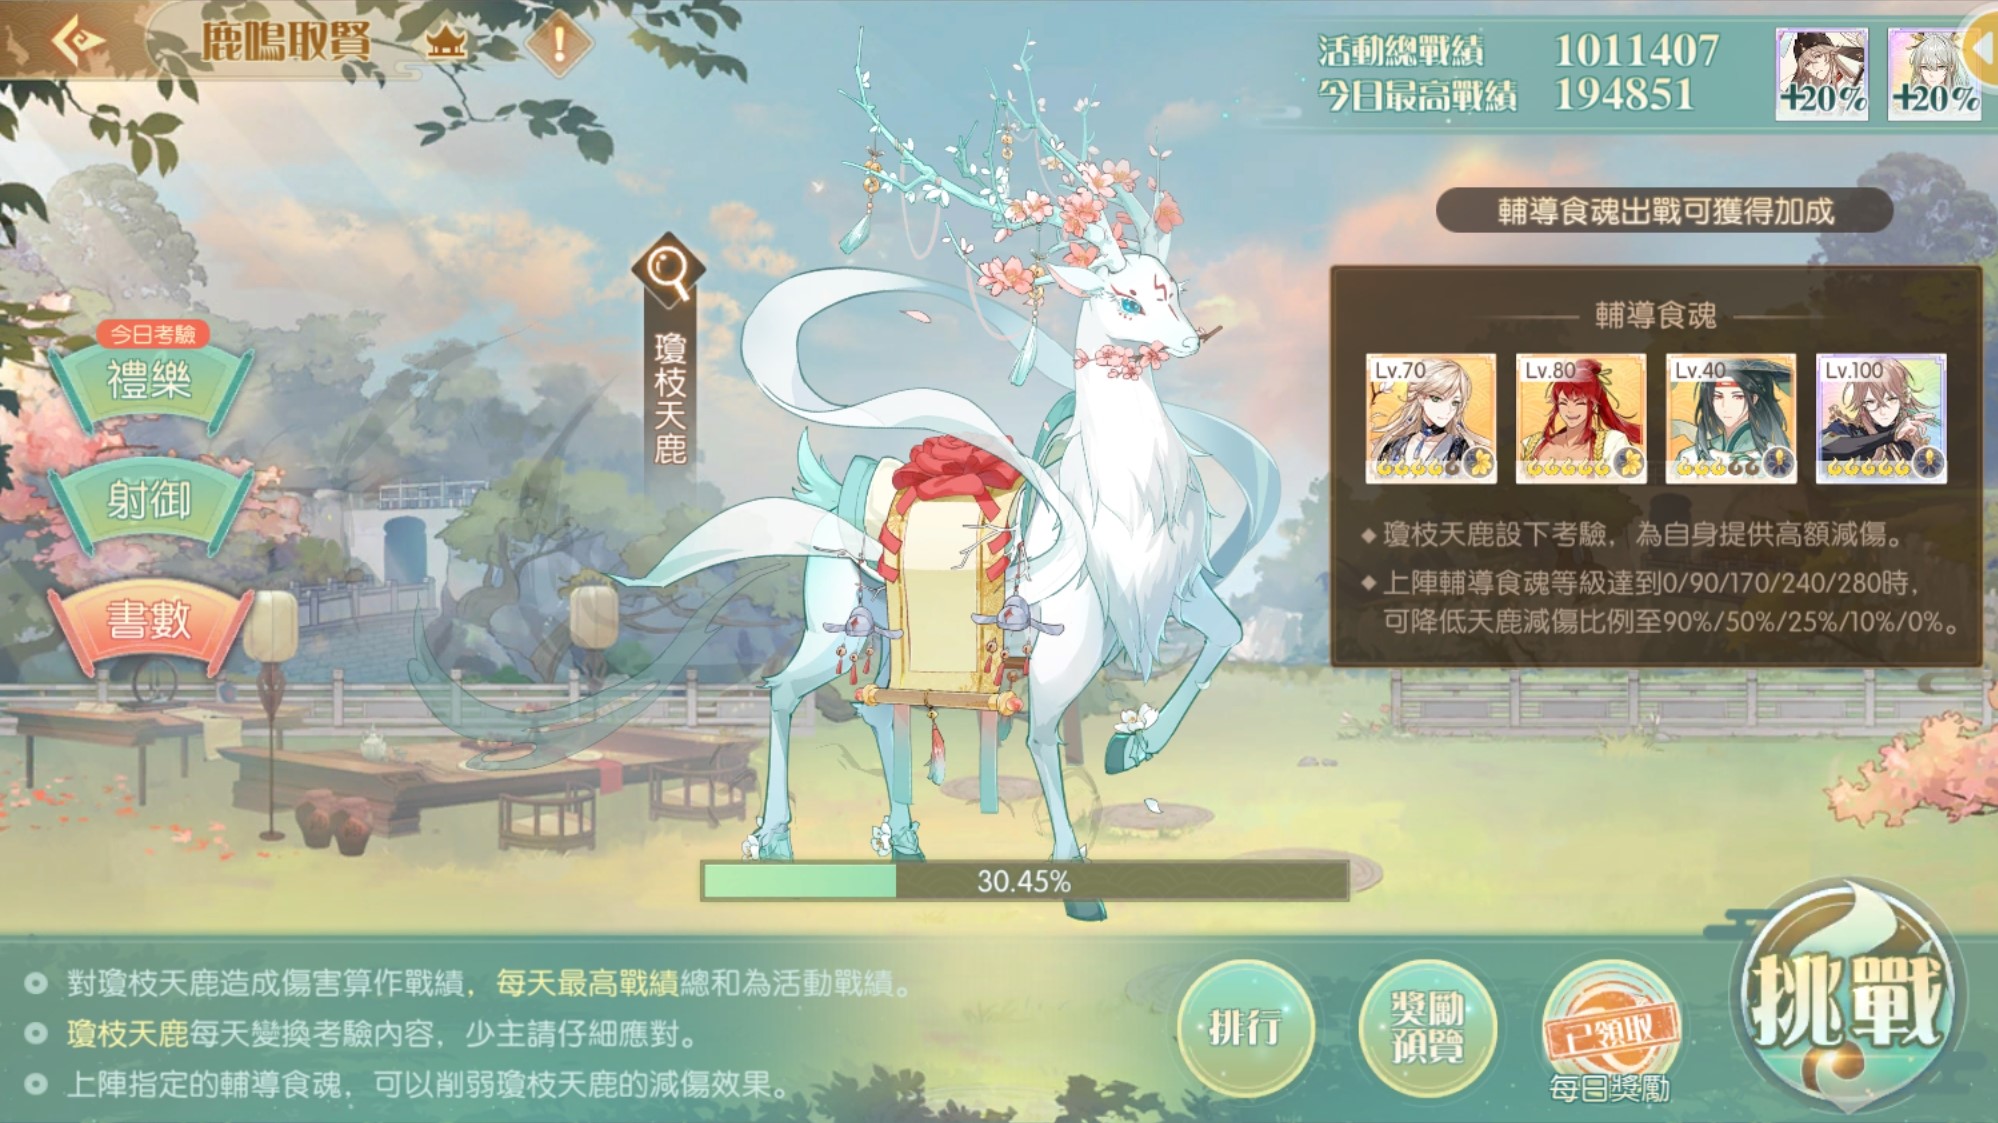 鹿鳴取賢
!
活動總戰績 1011407
今日最高戰績 194851
+20%
+20%
輔導食魂出戰可獲得加成
今日考驗
禮樂
射御
書數
瓊枝天鹿
輔導食魂
Lv.70
Lv.80
Lv.40
Lv.100
◆瓊枝天鹿設下考驗，為自身提供高額減傷。
◆上陣輔導食魂等級達到0/90/170/240/280時，
可降低天鹿減傷比例至90%/50%/25%/10%/0%。
30.45%
對瓊枝天鹿造成傷害算作戰績，每天最高戰績總和為活動戰績。
瓊枝天鹿每天變換考驗內容，少主請仔細應對。
上陣指定的輔導食魂，可以削弱瓊枝天鹿的減傷效果。
排行
獎勵
預覽
已領取
每日獎勵
挑戰